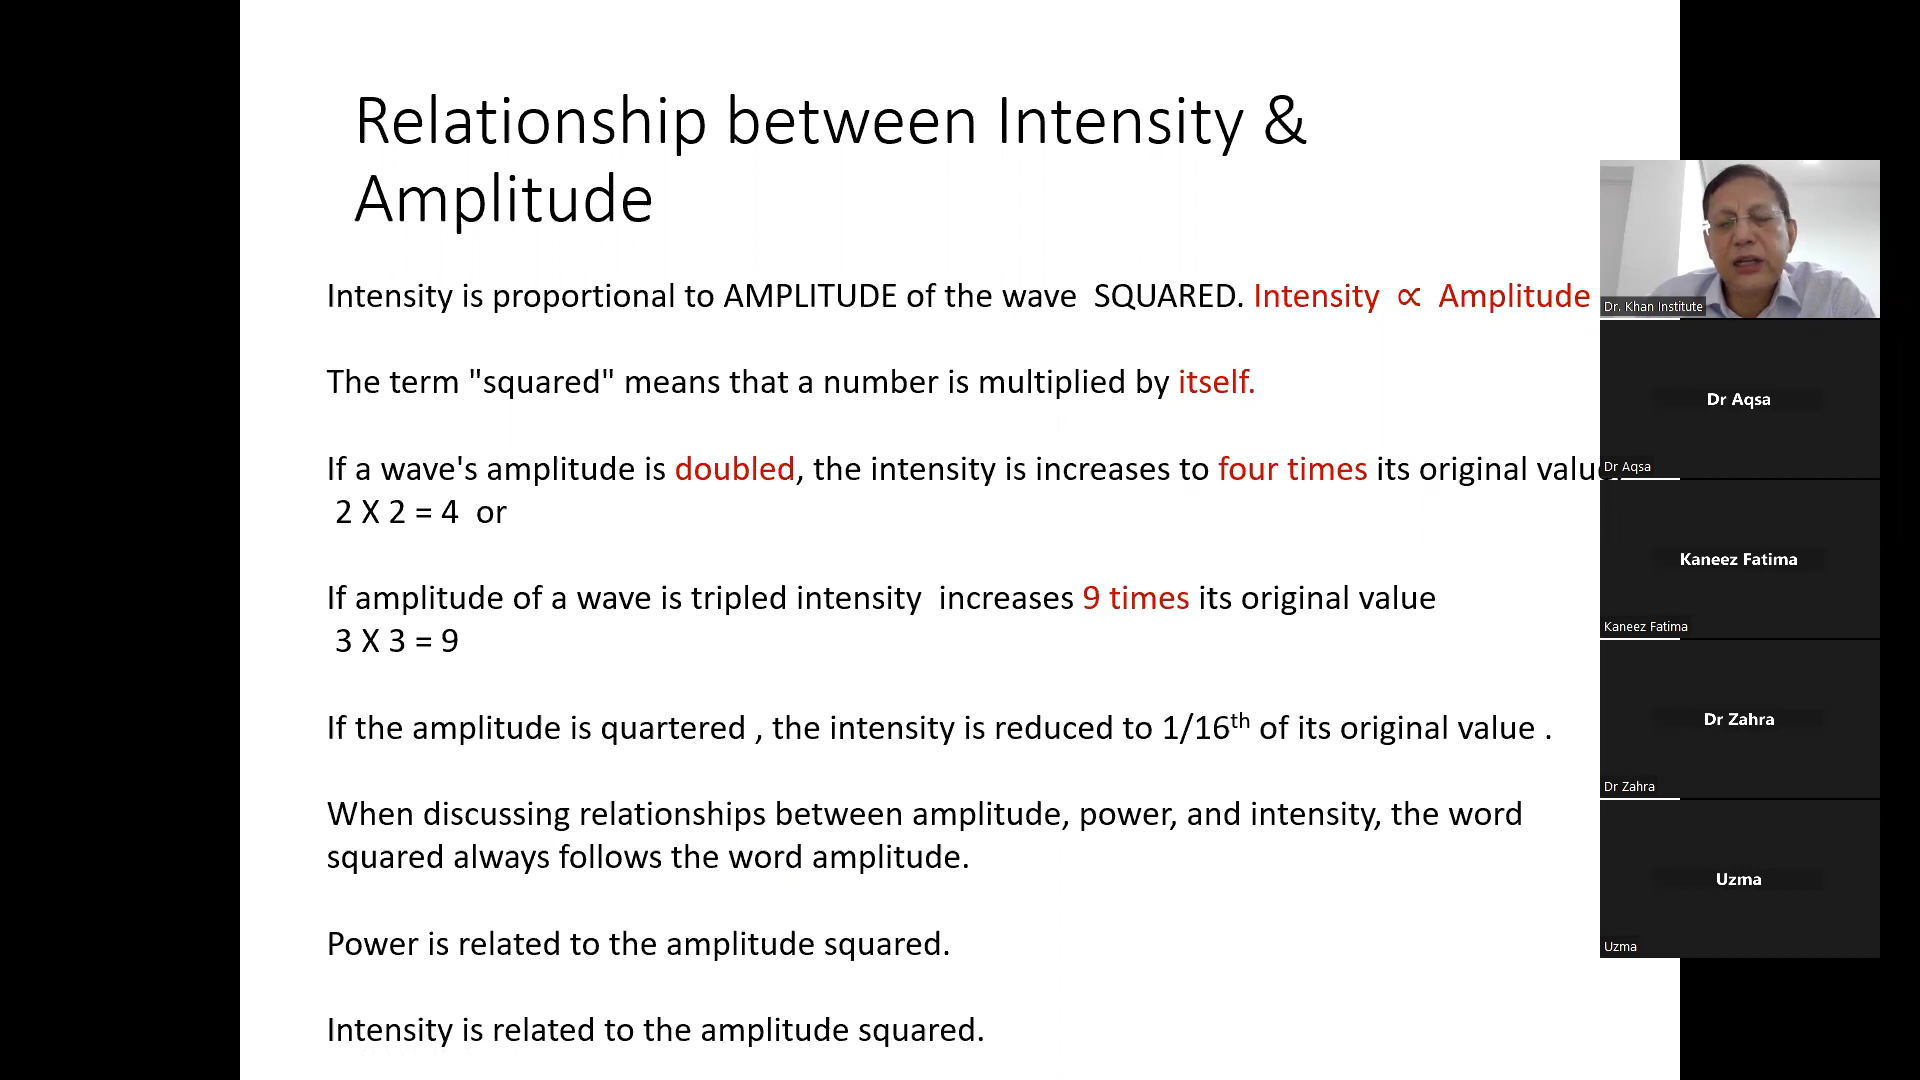 Relationship between Intensity &
Amplitude
Intensity is proportional to AMPLITUDE of the wave  SQUARED. Intensity ∝ Amplitude
The term "squared" means that a number is multiplied by itself.
If a wave's amplitude is doubled, the intensity is increases to four times its original value,
2 X 2 = 4  or
If amplitude of a wave is tripled intensity  increases 9 times its original value
3 X 3 = 9
If the amplitude is quartered , the intensity is reduced to 1/16th of its original value .
When discussing relationships between amplitude, power, and intensity, the word
squared always follows the word amplitude.
Power is related to the amplitude squared.
Intensity is related to the amplitude squared.
Dr. Khan Institute
Dr Aqsa
Dr Aqsa
Kaneez Fatima
Kaneez Fatima
Dr Zahra
Dr Zahra
Uzma
Uzma